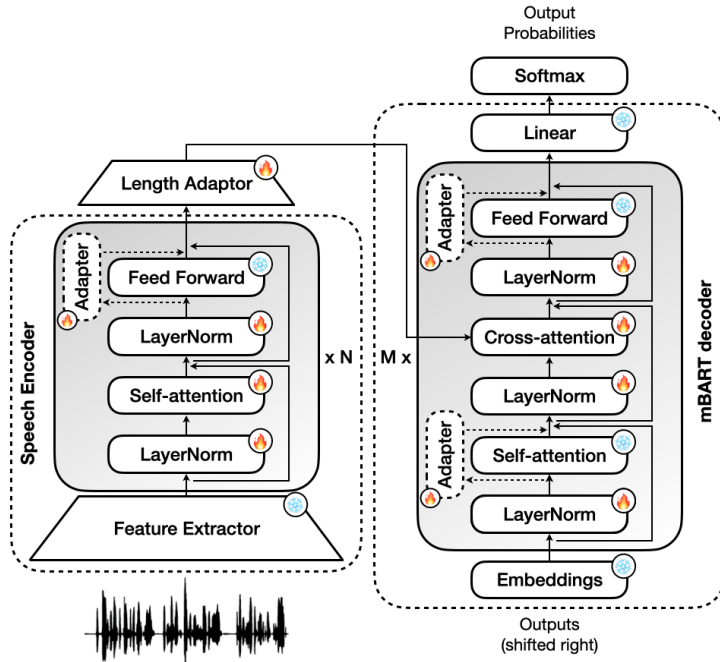 Output
Probabilities
Softmax
Linear
Length Adaptor
Adapter
Feed Forward
LayerNorm
Self-attention
LayerNorm
x N
Speech Encoder
Feature Extractor
Adapter
Feed Forward
LayerNorm
Cross-attention
M x
LayerNorm
Adapter
Self-attention
LayerNorm
mBART decoder
Embeddings
Outputs
(shifted right)